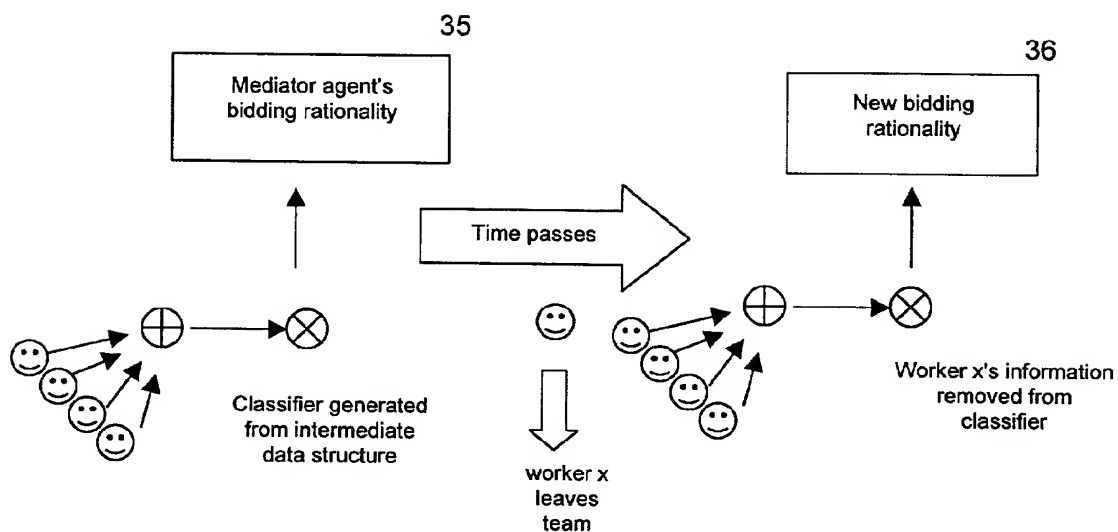 35
Mediator agent's
bidding rationality
36
New bidding
rationality
Time passes
Classifier generated
from intermediate
data structure
worker x
leaves
team
Worker x's information
removed from
classifier